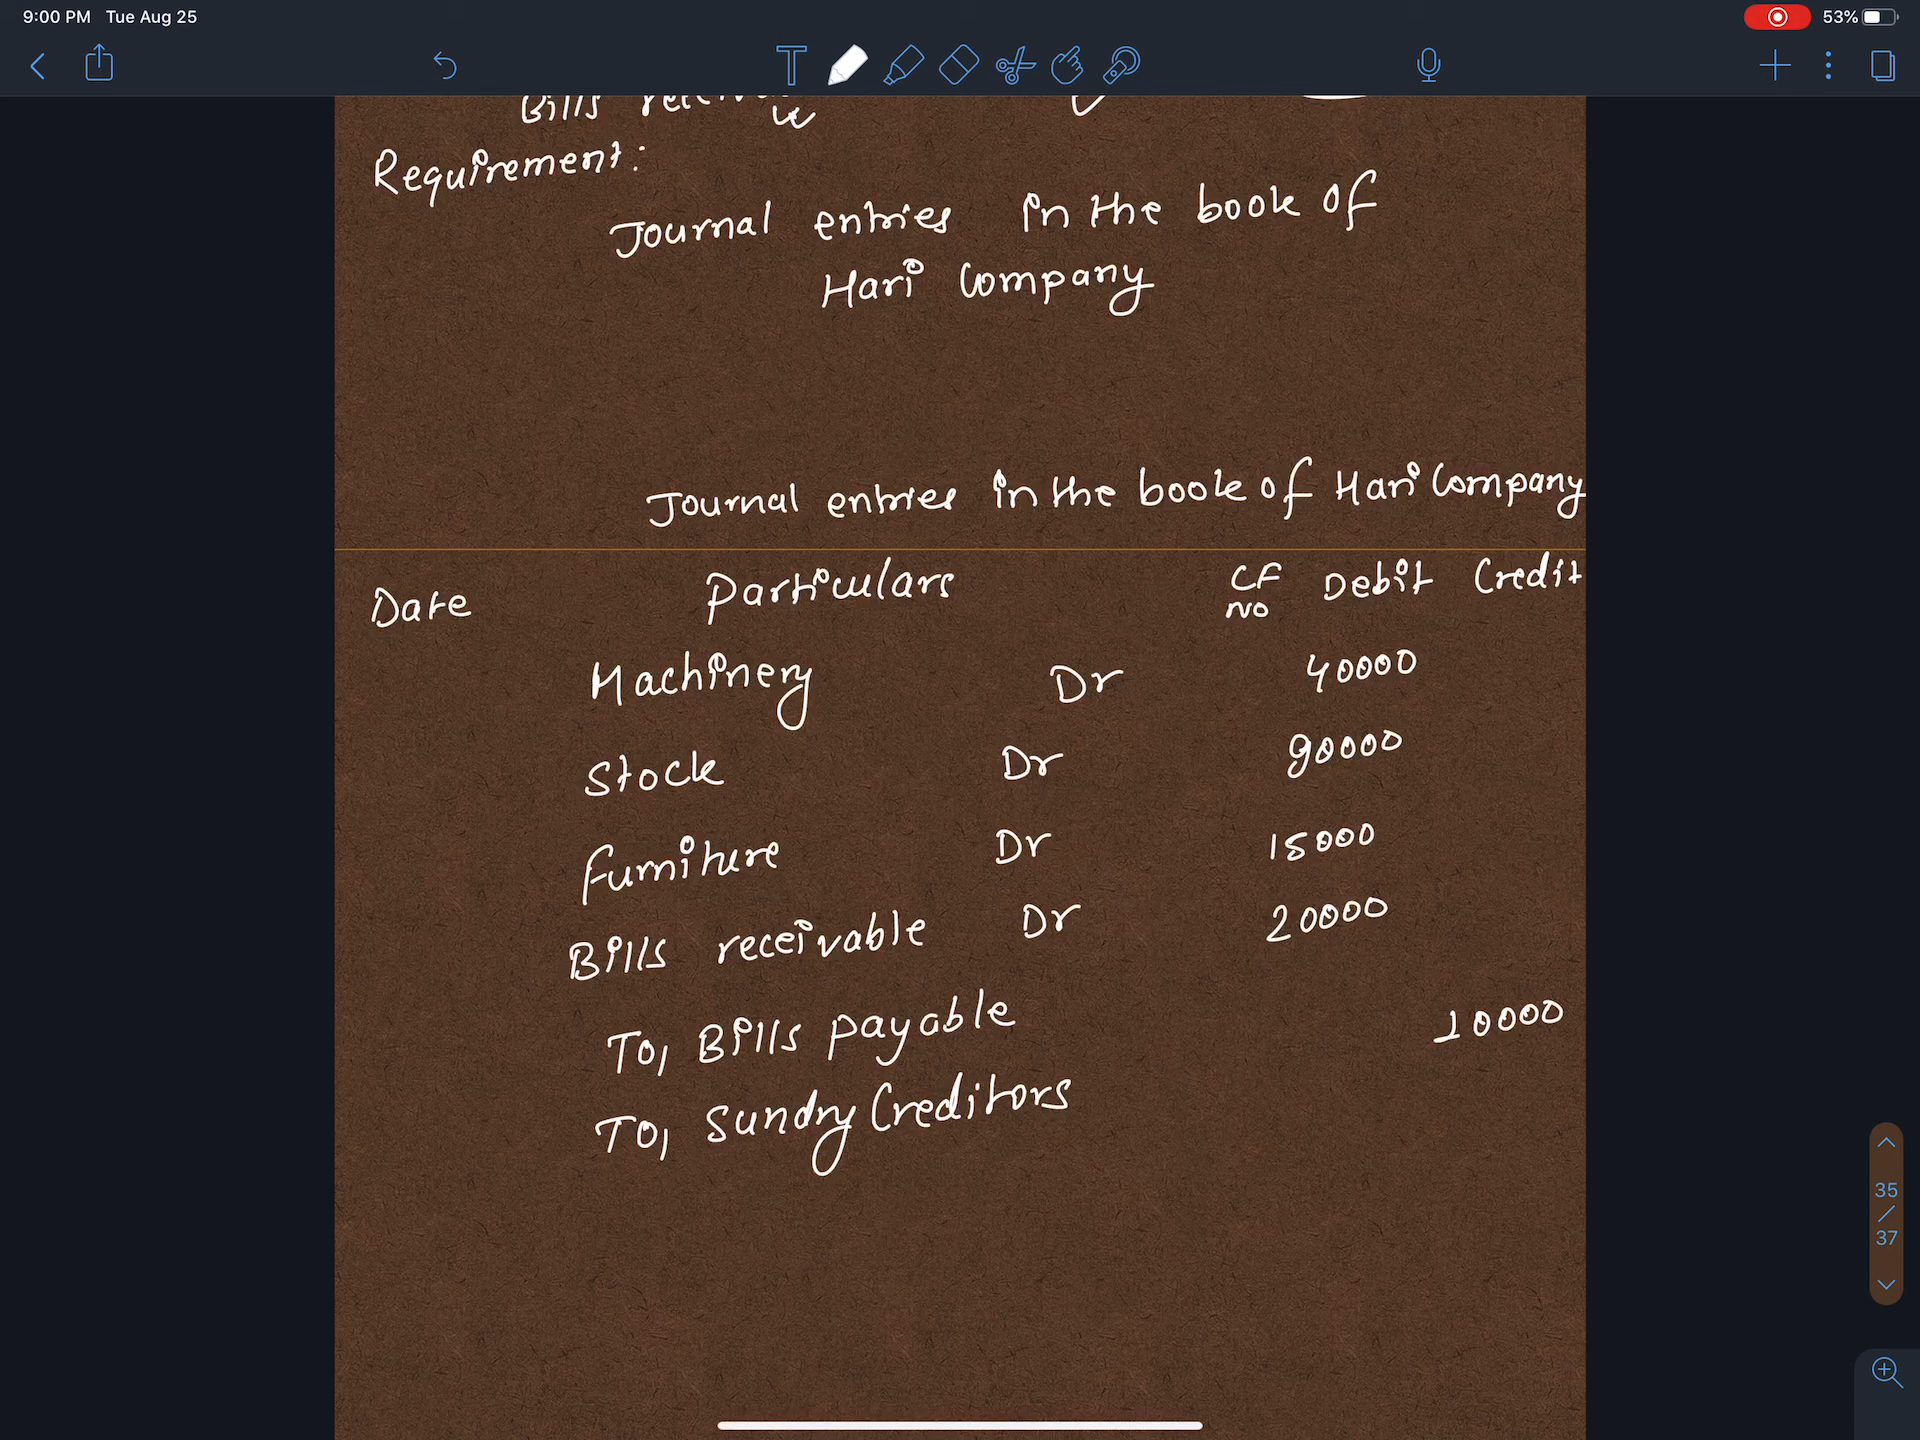 9:00 PM Tue Aug 25
53%
Bills
Requirement:
Journal entries in the book of
Hari Company
Journal entries in the book of Hari Company
Date Particulars CF NO Debit Credit
Machinery Dr 40000
Stock Dr 90000
furniture Dr 15000
Bills receivable Dr 20000
To, Bills payable 10000
To, Sundry Creditors
35
/
37